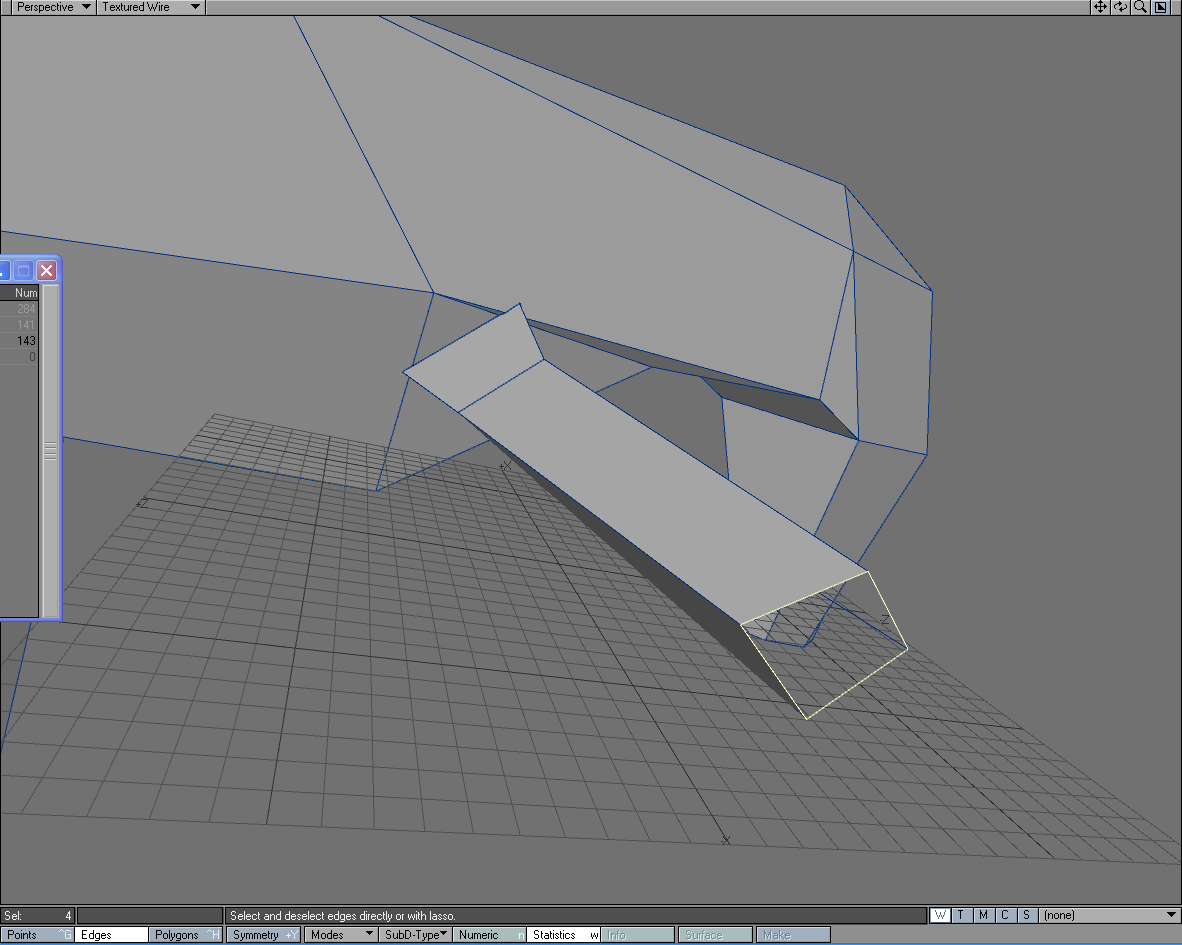 Perspective Textured Wire
Num
284
141
143
0
+X
-Z
Z
X
Sel: 4 Select and deselect edges directly or with lasso. W T M C S (none)
Points ^G Edges Polygons ^H Symmetry +Y Modes SubD-Type Numeric n Statistics w Info Surface Make